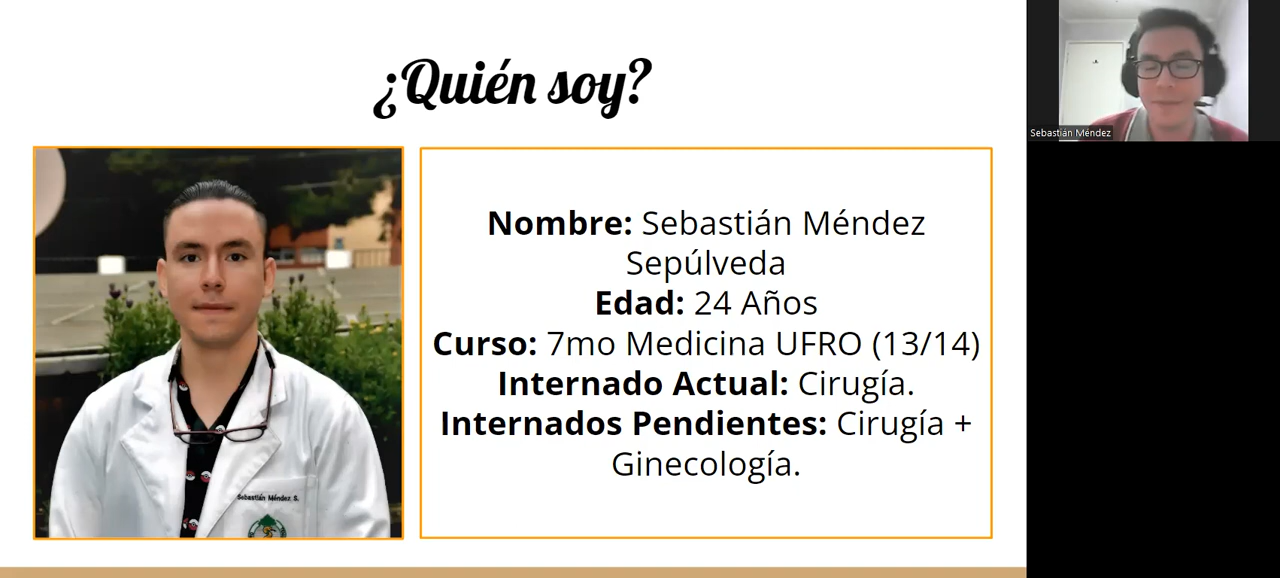 ¿Quién soy?
Nombre: Sebastián Méndez
Sepúlveda
Edad: 24 Años
Curso: 7mo Medicina UFRO (13/14)
Internado Actual: Cirugía.
Internados Pendientes: Cirugía +
Ginecología.
Sebastián Méndez S.
Sebastián Méndez